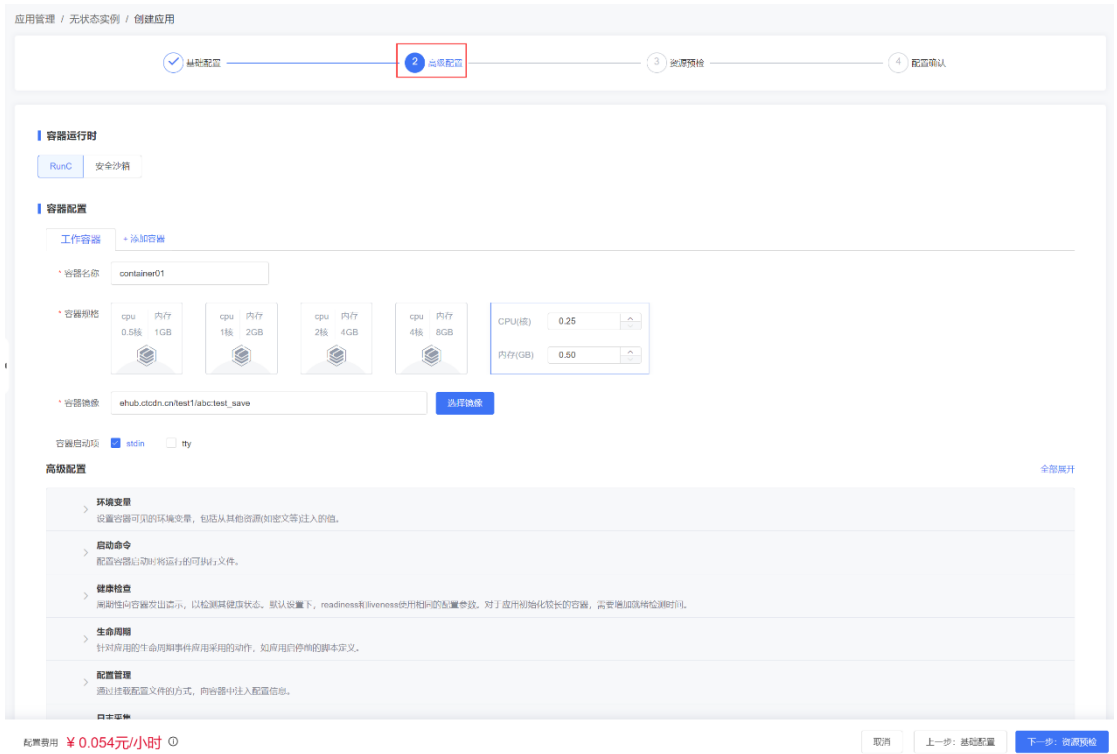 应用管理 / 无状态实例 / 创建应用
基础配置
2 高级配置
3 资源预检
4 配置确认
容器运行时
RunC 安全沙箱
容器配置
工作容器 + 添加容器
* 容器名称 container01
* 容器规格
cpu 内存 cpu 内存 cpu 内存 cpu 内存
0.5核 1GB 1核 2GB 2核 4GB 4核 8GB
CPU(核) 0.25
内存(GB) 0.50
* 容器镜像 ehub.ctcdn.cn/test1/abc:test_save 选择镜像
容器启动项 stdin tty
高级配置 全部展开
环境变量
设置容器可见的环境变量，包括从其他资源(如密文等)注入的值。
启动命令
配置容器启动时将运行的可执行文件。
健康检查
周期性向容器发出请示，以检测其健康状态。默认设置下，readiness和liveness使用相同的配置参数。对于应用初始化较长的容器，需要增加就绪检测时间。
生命周期
针对应用的生命周期事件应用采用的动作，如应用启停前的脚本定义。
配置管理
通过挂载配置文件的方式，向容器中注入配置信息。
日志采集
配置费用 ¥ 0.054元/小时
取消 上一步：基础配置 下一步：资源预检